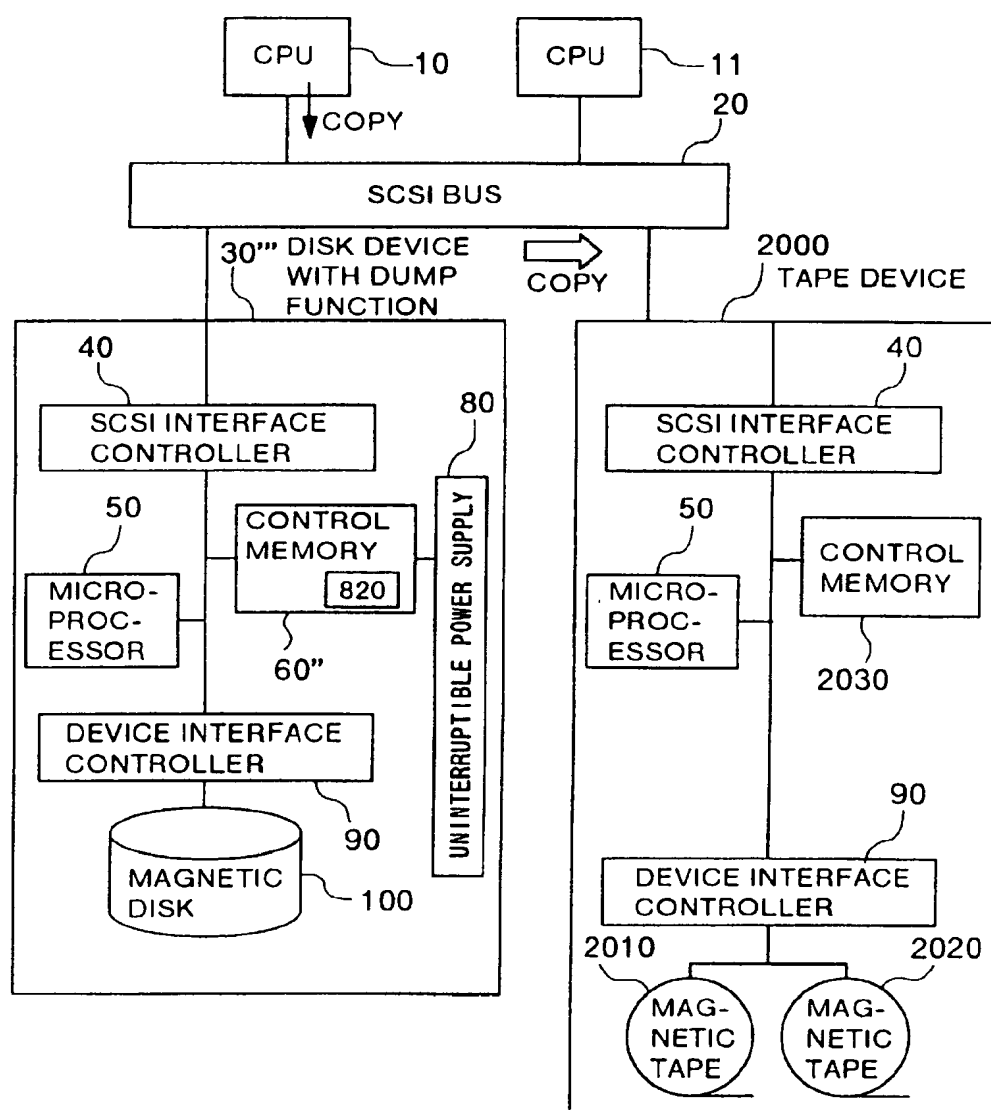 CPU
10
CPU
11
COPY
20
SCSI BUS
30''' DISK DEVICE
WITH DUMP
FUNCTION
COPY
2000
TAPE DEVICE
40
SCSI INTERFACE
CONTROLLER
80
50
CONTROL
MEMORY
820
UNINTERRUPTIBLE POWER SUPPLY
MICRO-
PROC-
ESSOR
60''
DEVICE INTERFACE
CONTROLLER
90
MAGNETIC
DISK
100
40
SCSI INTERFACE
CONTROLLER
50
CONTROL
MEMORY
MICRO-
PROC-
ESSOR
2030
90
DEVICE INTERFACE
CONTROLLER
2010
2020
MAG-
NETIC
TAPE
MAG-
NETIC
TAPE